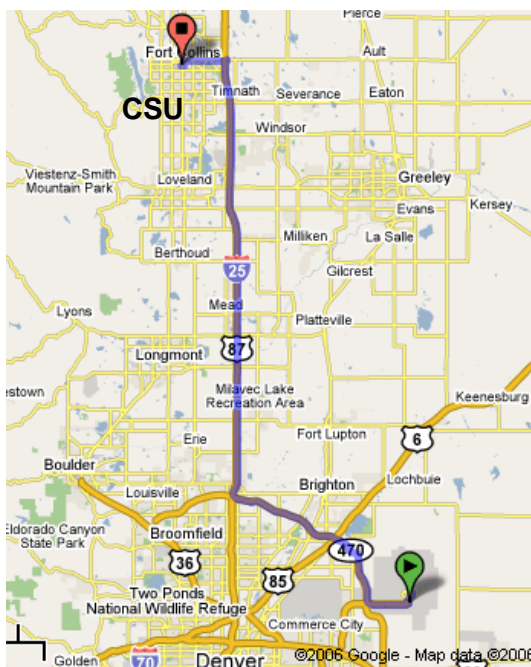 Pierce
Fort Collins
Ault
CSU
Timnath
Severance
Eaton
Windsor
Viestenz-Smith
Mountain Park
Loveland
Greeley
Evans
Kersey
Milliken
La Salle
Berthoud
25
Gilcrest
Mead
Lyons
Platteville
87
Longmont
Milavec Lake
Recreation Area
Keenesburg
estown
6
Erie
Fort Lupton
Boulder
Lochbuie
Louisville
Brighton
Eldorado Canyon
State Park
Broomfield
470
36
85
Two Ponds
National Wildlife Refuge
Commerce City
Golden
70
Denver
©2006 Google - Map data ©2006